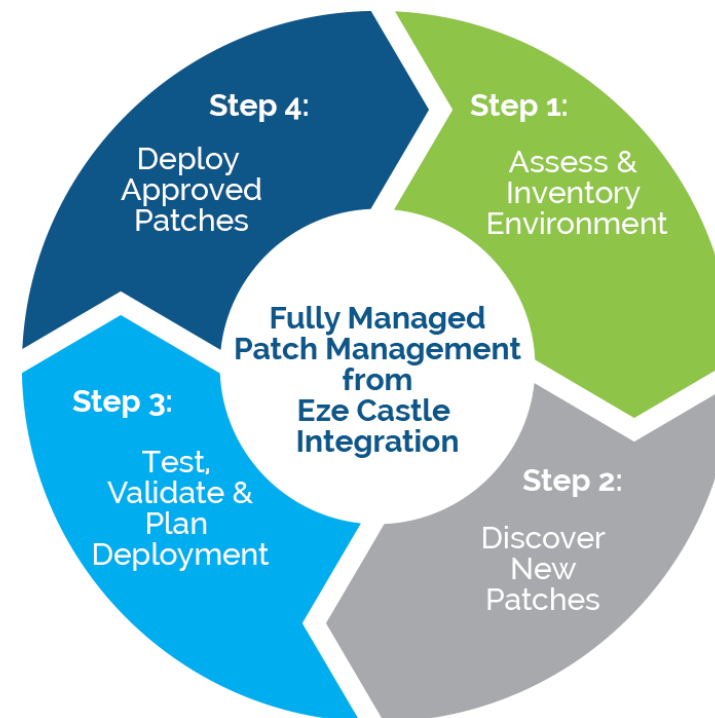 Fully Managed
Patch Management
from
Eze Castle
Integration
Step 1:
Assess &
Inventory
Environment
Step 2:
Discover
New
Patches
Step 3:
Test,
Validate &
Plan
Deployment
Step 4:
Deploy
Approved
Patches